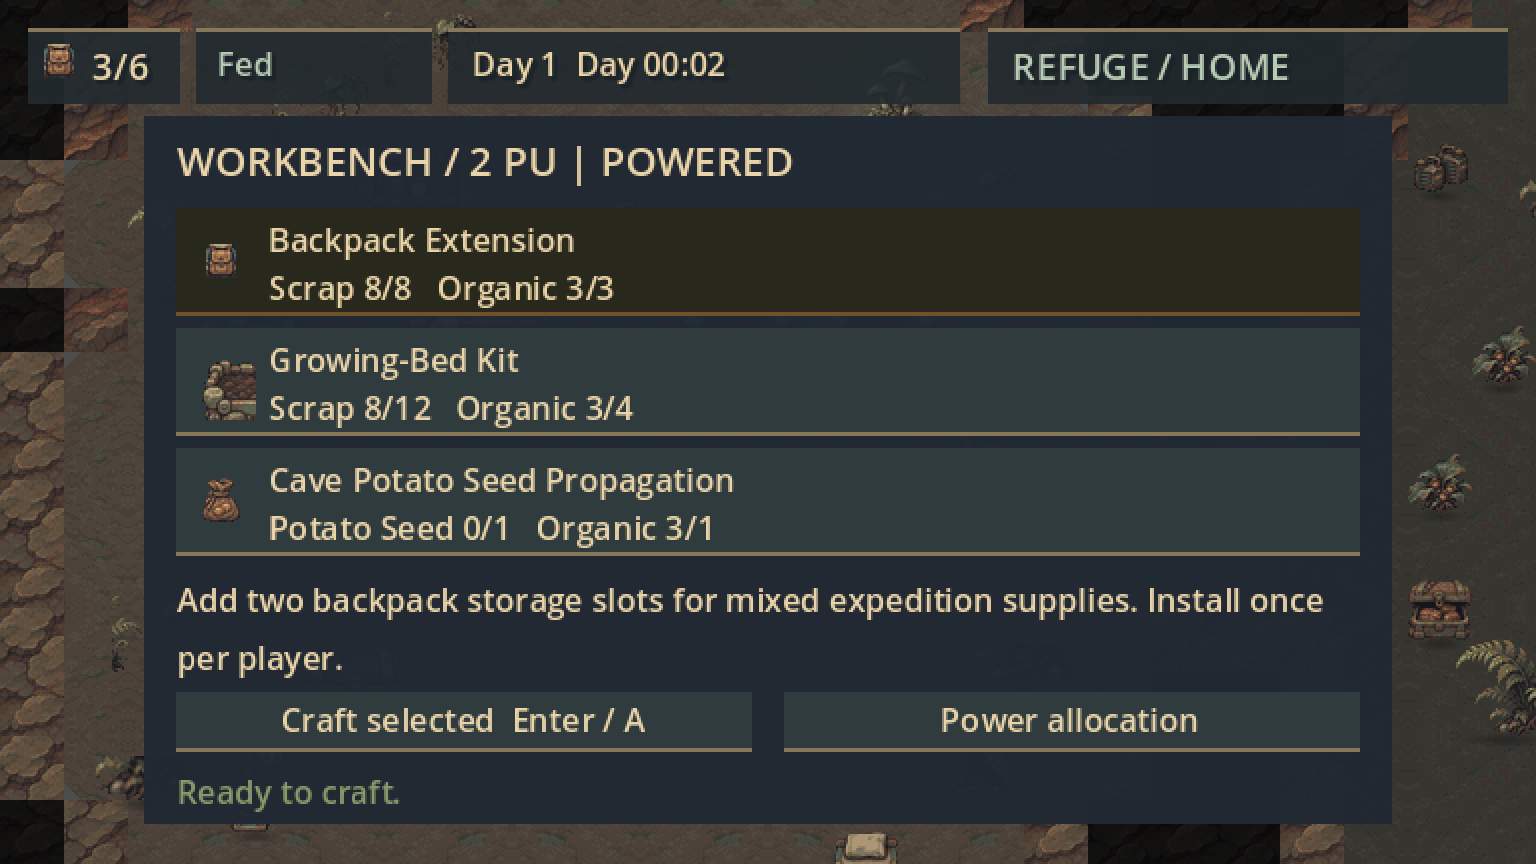 3/6
Fed
Day 1 Day 00:02
REFUGE / HOME
WORKBENCH / 2 PU | POWERED
Backpack Extension
Scrap 8/8 Organic 3/3
Growing-Bed Kit
Scrap 8/12 Organic 3/4
Cave Potato Seed Propagation
Potato Seed 0/1 Organic 3/1
Add two backpack storage slots for mixed expedition supplies. Install once
per player.
Craft selected Enter / A
Power allocation
Ready to craft.